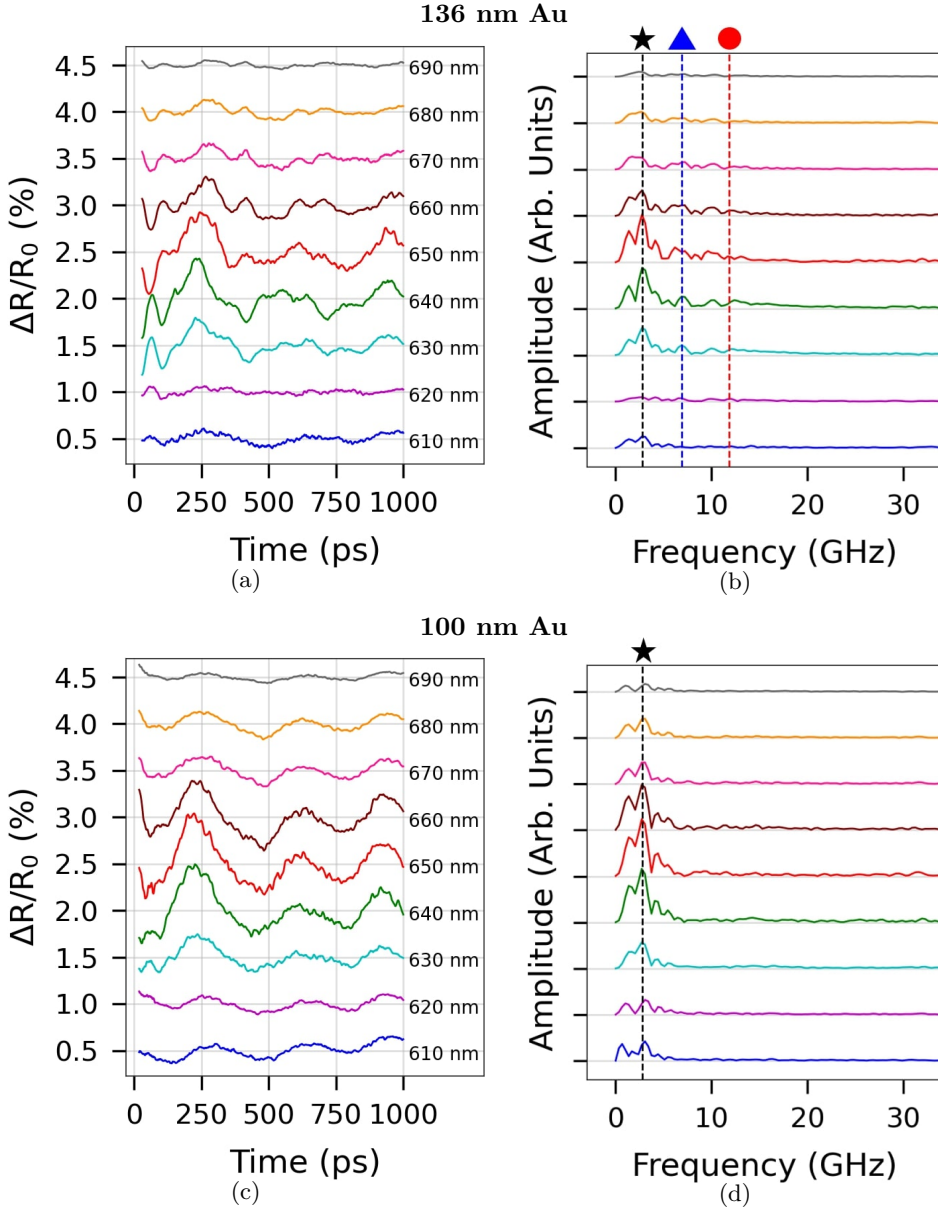 136 nm Au
ΔR/R₀ (%)
4.5
4.0
3.5
3.0
2.5
2.0
1.5
1.0
0.5
690 nm
680 nm
670 nm
660 nm
650 nm
640 nm
630 nm
620 nm
610 nm
0 250 500 750 1000
Time (ps)
(a)
Amplitude (Arb. Units)
0 10 20 30
Frequency (GHz)
(b)
100 nm Au
ΔR/R₀ (%)
4.5
4.0
3.5
3.0
2.5
2.0
1.5
1.0
0.5
690 nm
680 nm
670 nm
660 nm
650 nm
640 nm
630 nm
620 nm
610 nm
0 250 500 750 1000
Time (ps)
(c)
Amplitude (Arb. Units)
0 10 20 30
Frequency (GHz)
(d)